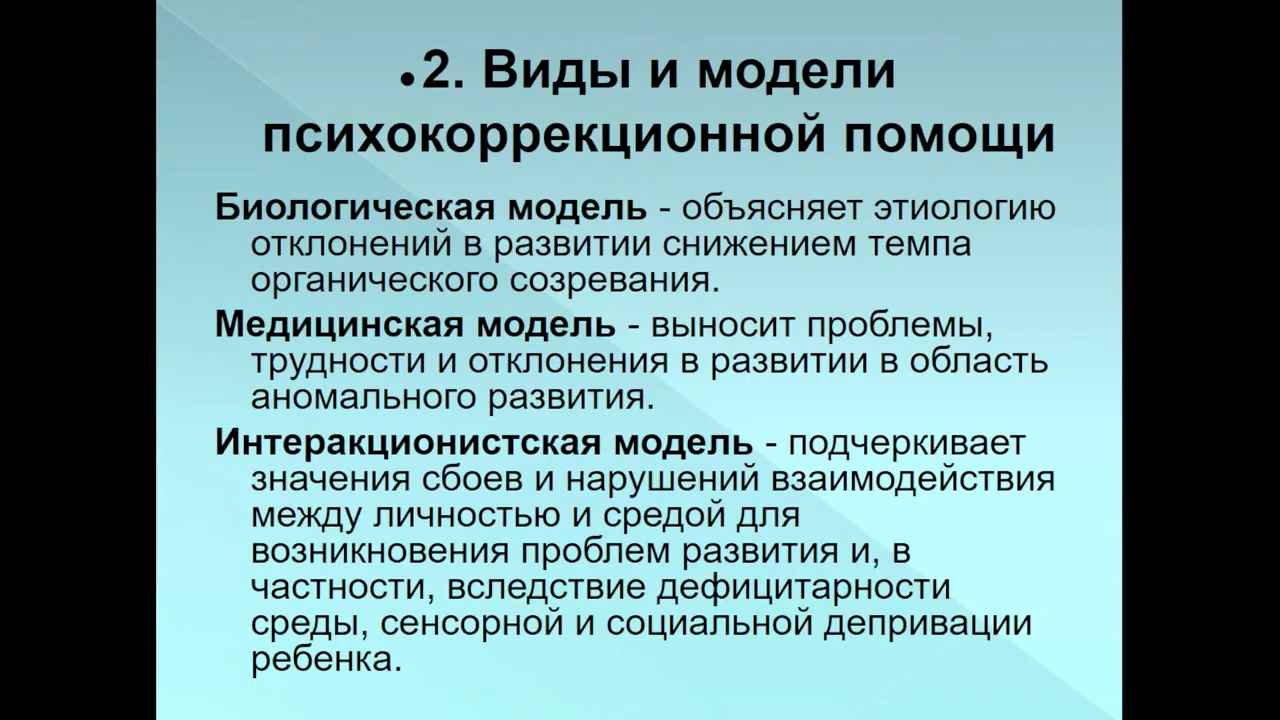 •2. Виды и модели
психокоррекционной помощи
Биологическая модель - объясняет этиологию
отклонений в развитии снижением темпа
органического созревания.
Медицинская модель - выносит проблемы,
трудности и отклонения в развитии в область
аномального развития.
Интеракционистская модель - подчеркивает
значения сбоев и нарушений взаимодействия
между личностью и средой для
возникновения проблем развития и, в
частности, вследствие дефицитарности
среды, сенсорной и социальной депривации
ребенка.